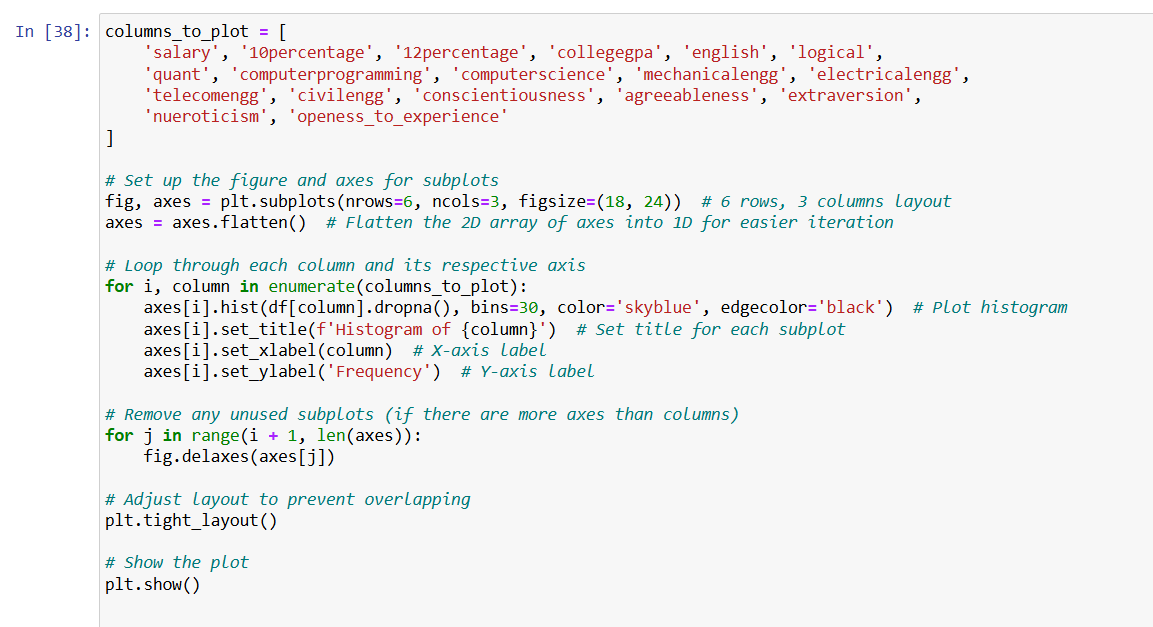 In [38]: columns_to_plot = [
'salary', '10percentage', '12percentage', 'collegegpa', 'english', 'logical',
'quant', 'computerprogramming', 'computerscience', 'mechanicalengg', 'electricalengg',
'telecomengg', 'civilengg', 'conscientiousness', 'agreeableness', 'extraversion',
'nueroticism', 'openess_to_experience'
]
# Set up the figure and axes for subplots
fig, axes = plt.subplots(nrows=6, ncols=3, figsize=(18, 24))  # 6 rows, 3 columns layout
axes = axes.flatten()  # Flatten the 2D array of axes into 1D for easier iteration
# Loop through each column and its respective axis
for i, column in enumerate(columns_to_plot):
axes[i].hist(df[column].dropna(), bins=30, color='skyblue', edgecolor='black')  # Plot histogram
axes[i].set_title(f'Histogram of {column}')  # Set title for each subplot
axes[i].set_xlabel(column)  # X-axis label
axes[i].set_ylabel('Frequency')  # Y-axis label
# Remove any unused subplots (if there are more axes than columns)
for j in range(i + 1, len(axes)):
fig.delaxes(axes[j])
# Adjust layout to prevent overlapping
plt.tight_layout()
# Show the plot
plt.show()